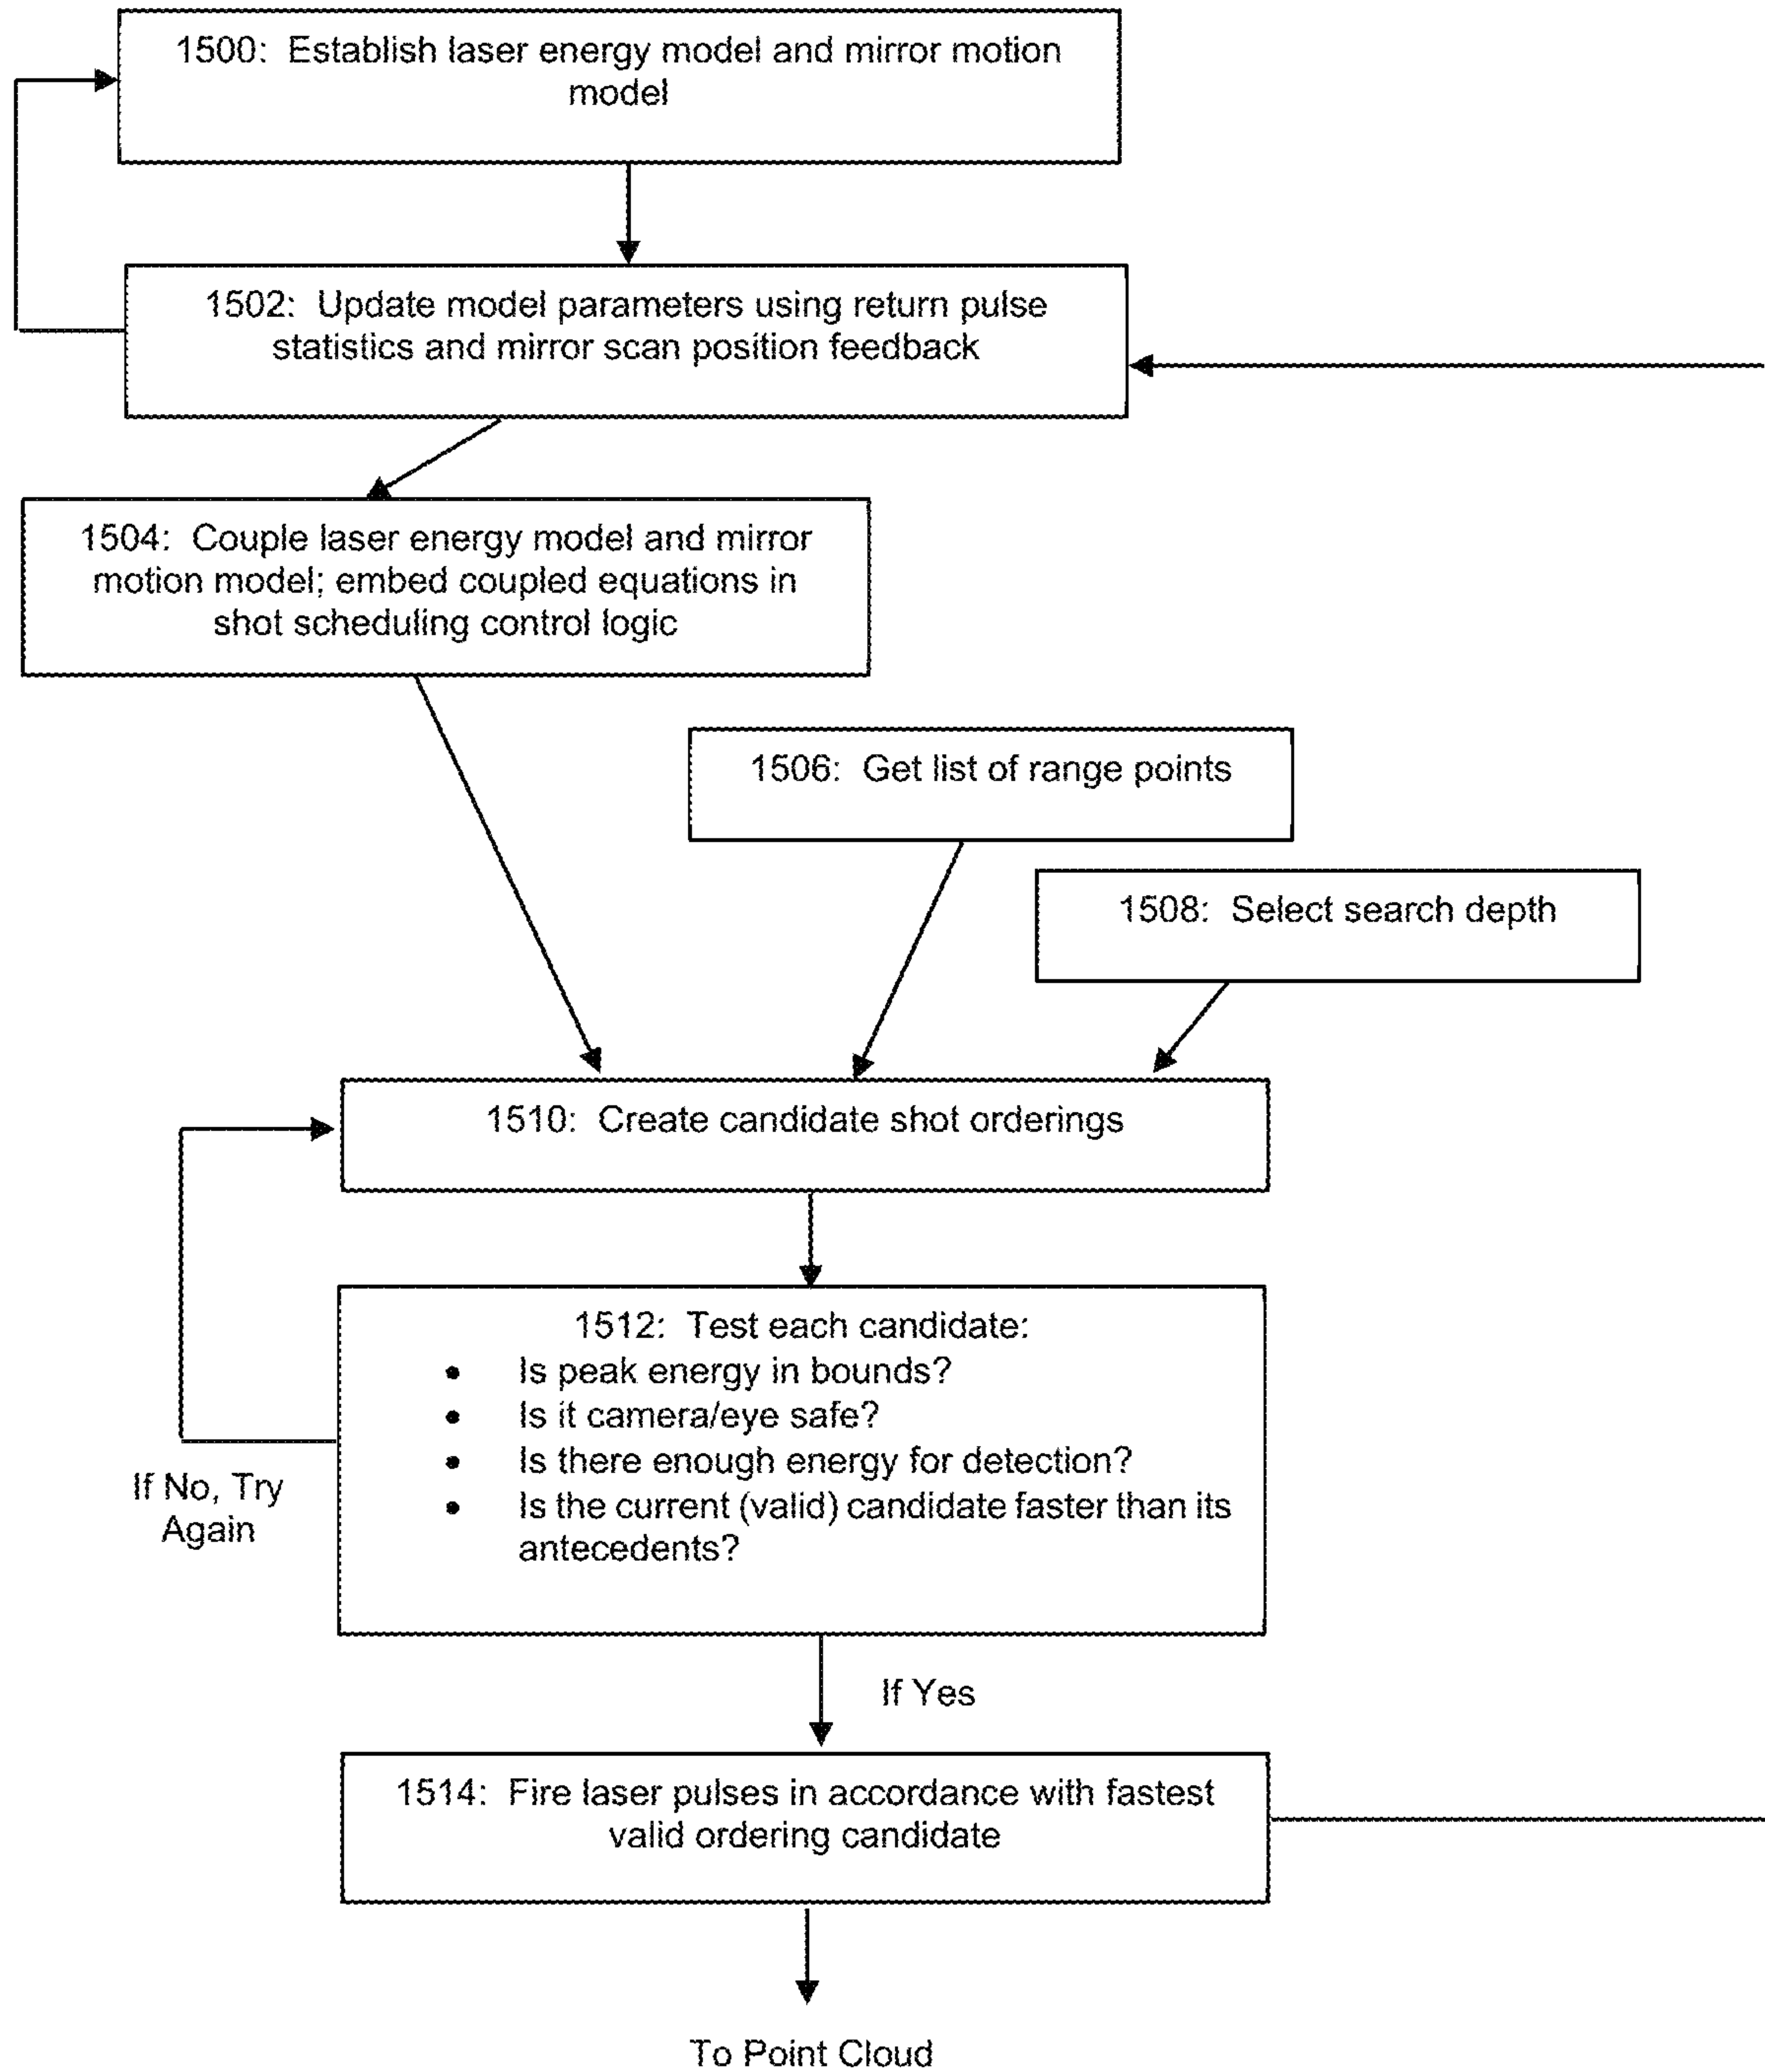 1500: Establish laser energy model and mirror motion
model
1502: Update model parameters using return pulse
statistics and mirror scan position feedback
1504: Couple laser energy model and mirror
motion model; embed coupled equations in
shot scheduling control logic
1506: Get list of range points
1508: Select search depth
1510: Create candidate shot orderings
1512: Test each candidate:
• Is peak energy in bounds?
• Is it camera/eye safe?
• Is there enough energy for detection?
• Is the current (valid) candidate faster than its
antecedents?
If No, Try
Again
If Yes
1514: Fire laser pulses in accordance with fastest
valid ordering candidate
To Point Cloud